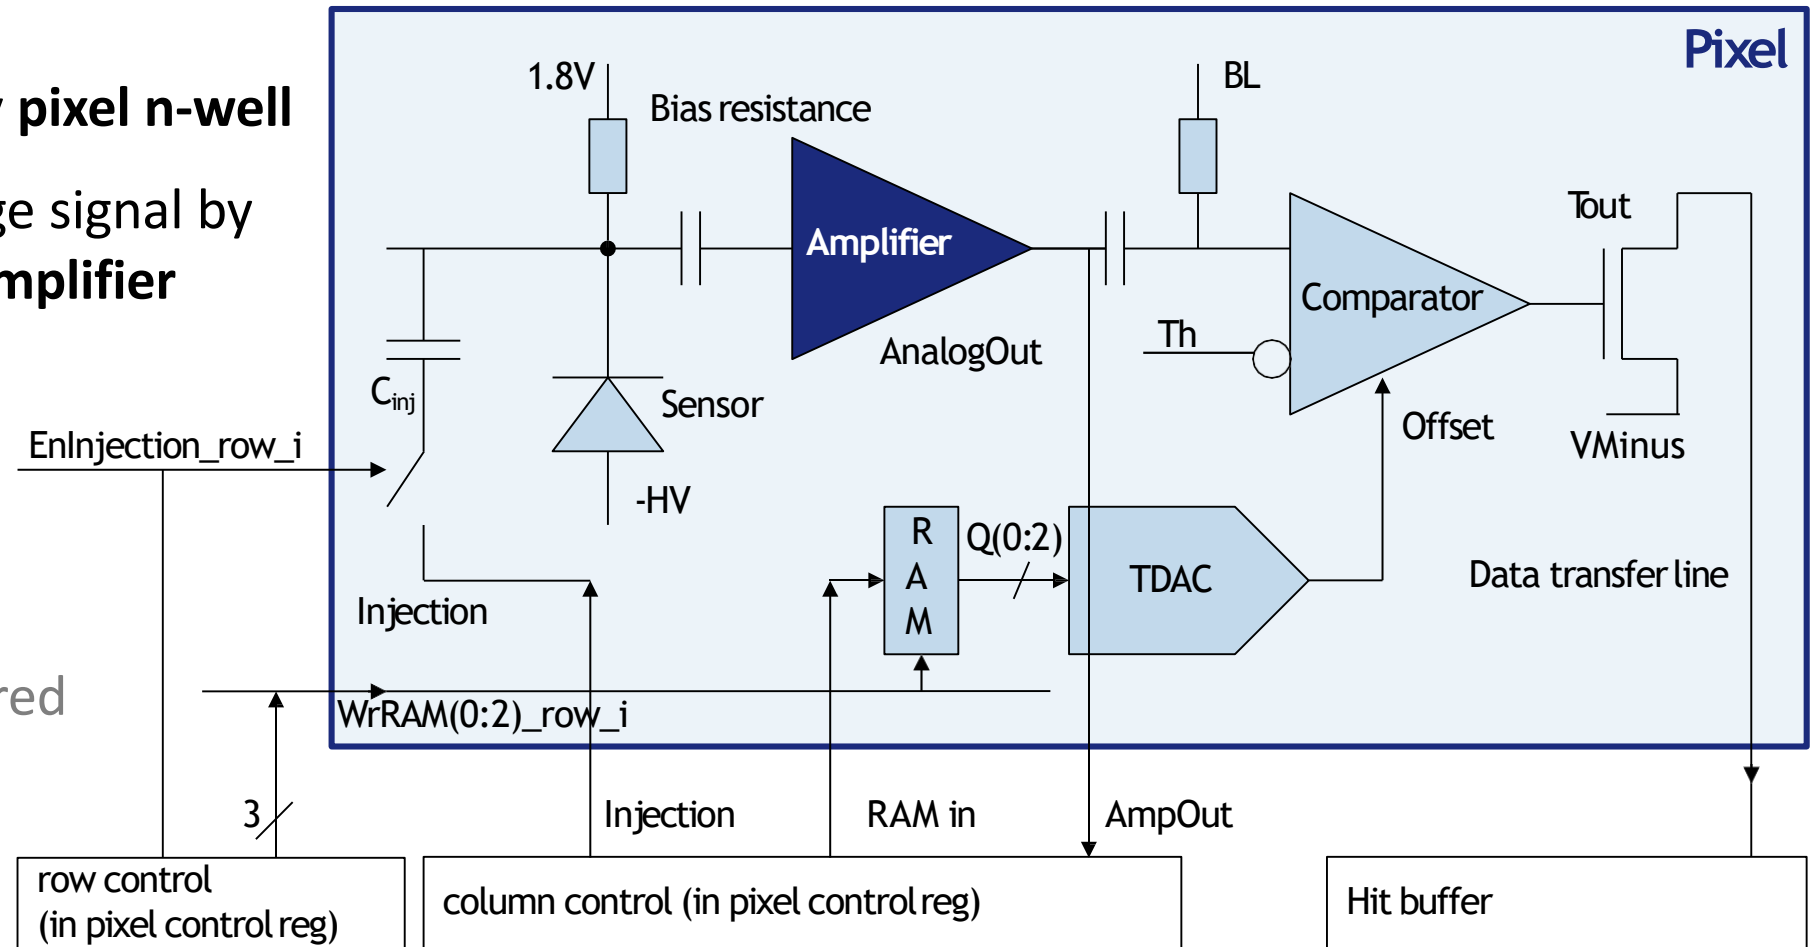 Pixel
pixel n-well
ge signal by
mplifier
red
1.8V
Bias resistance
BL
Amplifier
AnalogOut
Tout
Comparator
Th
Cinj
Sensor
-HV
Offset
VMinus
EnInjection_row_i
Injection
R
A
M
Q(0:2)
TDAC
Data transfer line
WrRAM(0:2)_row_i
3
Injection
RAM in
AmpOut
row control
(in pixel control reg)
column control (in pixel control reg)
Hit buffer